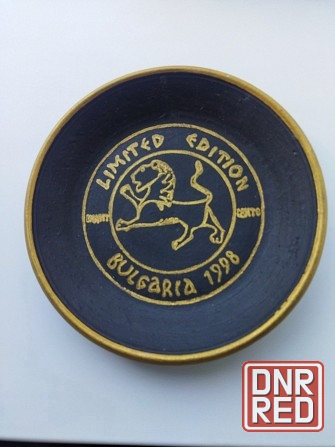 LIMITED EDITION
BULGARIA 1998
DNR
RED